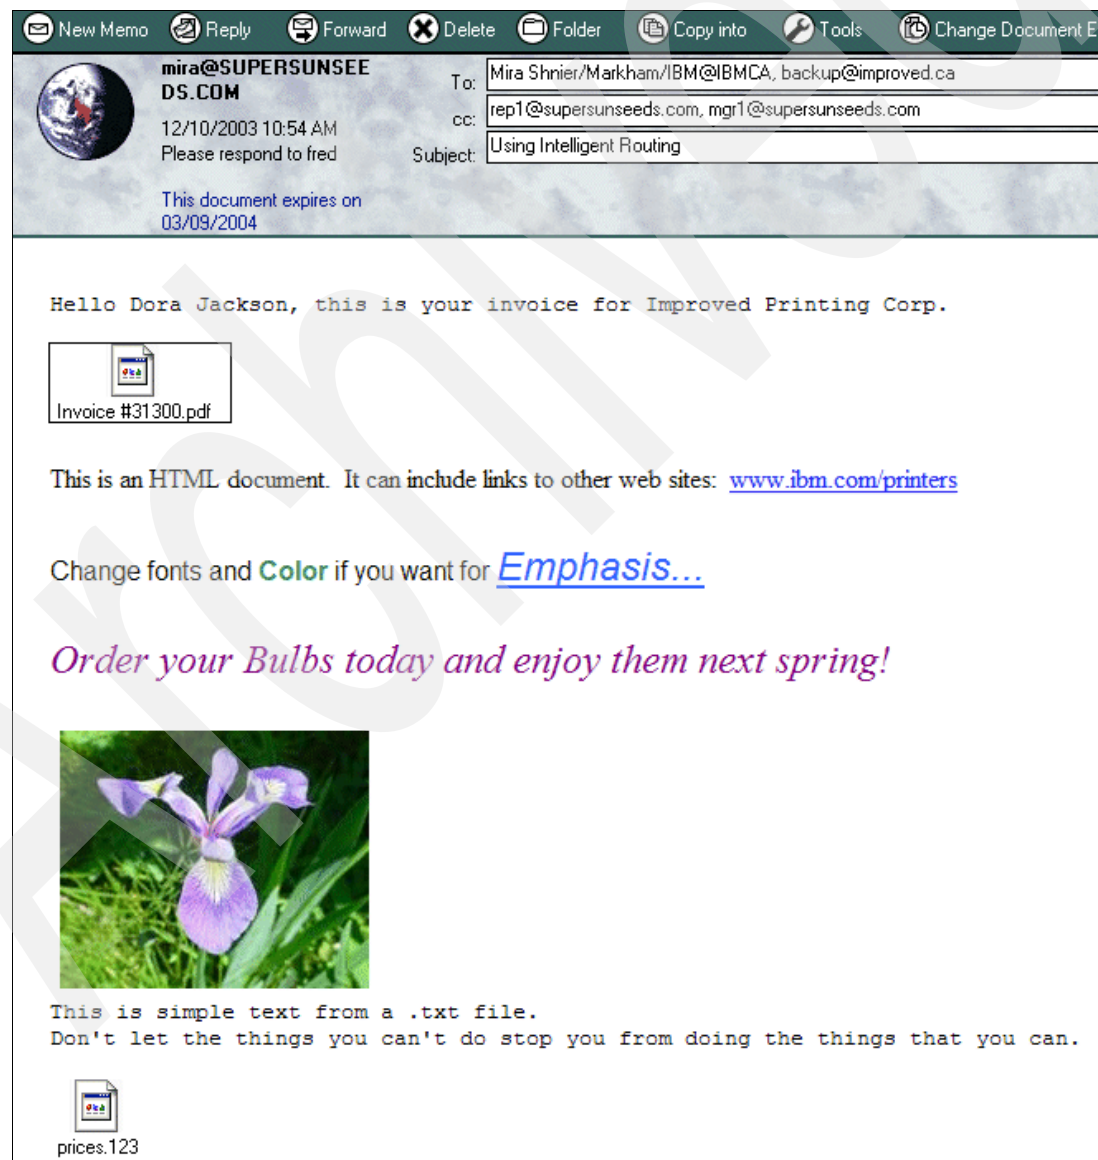 New Memo Reply Forward Delete Folder Copy into Tools Change Document E
mira@SUPERSUNSEE
DS.COM
12/10/2003 10:54 AM
Please respond to fred
This document expires on
03/09/2004
To: Mira Shnier/Markham/IBM@IBMCA, backup@improved.ca
cc: rep1@supersunseeds.com, mgr1@supersunseeds.com
Subject: Using Intelligent Routing
Hello Dora Jackson, this is your invoice for Improved Printing Corp.
Invoice #31300.pdf
This is an HTML document. It can include links to other web sites: www.ibm.com/printers
Change fonts and Color if you want for Emphasis...
Order your Bulbs today and enjoy them next spring!
This is simple text from a .txt file.
Don't let the things you can't do stop you from doing the things that you can.
prices.123